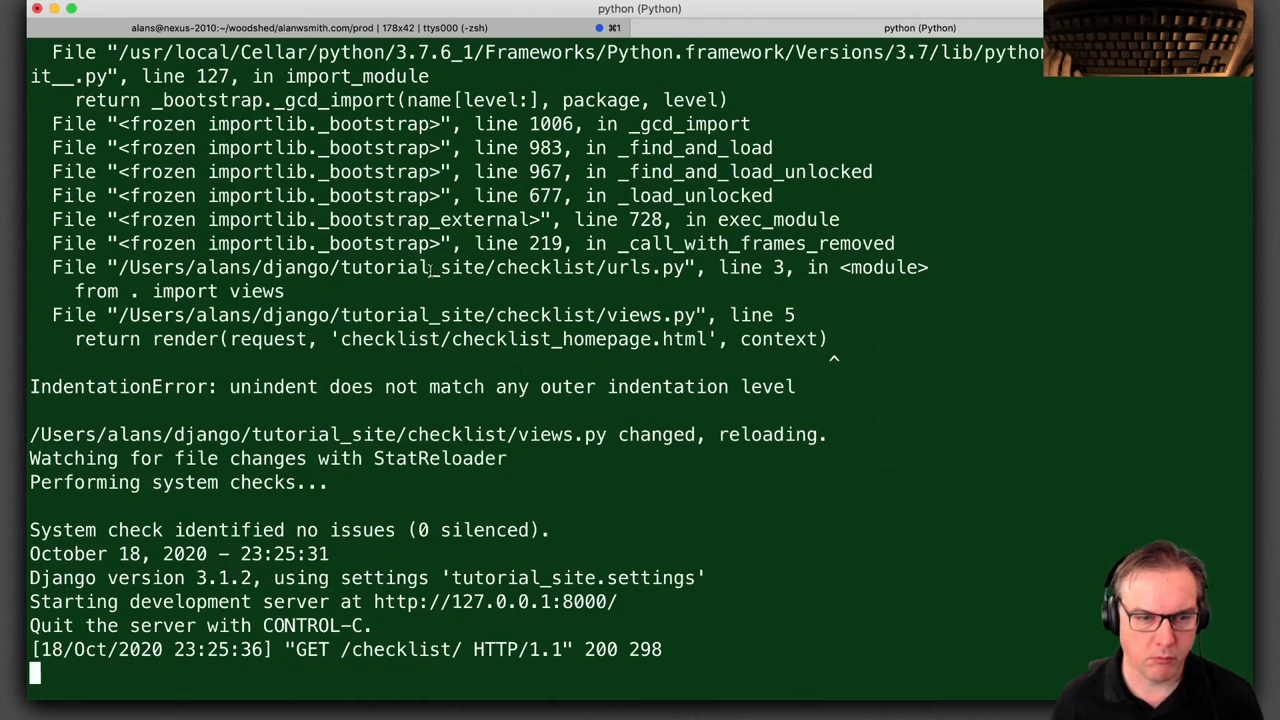 python (Python)
alans@nexus-2010:~/woodshed/alanwsmith.com/prod | 178x42 | ttys000 (-zsh)
⌘1
python (Python)
File "/usr/local/Cellar/python/3.7.6_1/Frameworks/Python.framework/Versions/3.7/lib/python
it__.py", line 127, in import_module
return _bootstrap._gcd_import(name[level:], package, level)
File "<frozen importlib._bootstrap>", line 1006, in _gcd_import
File "<frozen importlib._bootstrap>", line 983, in _find_and_load
File "<frozen importlib._bootstrap>", line 967, in _find_and_load_unlocked
File "<frozen importlib._bootstrap>", line 677, in _load_unlocked
File "<frozen importlib._bootstrap_external>", line 728, in exec_module
File "<frozen importlib._bootstrap>", line 219, in _call_with_frames_removed
File "/Users/alans/django/tutorial_site/checklist/urls.py", line 3, in <module>
from . import views
File "/Users/alans/django/tutorial_site/checklist/views.py", line 5
return render(request, 'checklist/checklist_homepage.html', context)
^
IndentationError: unindent does not match any outer indentation level
/Users/alans/django/tutorial_site/checklist/views.py changed, reloading.
Watching for file changes with StatReloader
Performing system checks...
System check identified no issues (0 silenced).
October 18, 2020 - 23:25:31
Django version 3.1.2, using settings 'tutorial_site.settings'
Starting development server at http://127.0.0.1:8000/
Quit the server with CONTROL-C.
[18/Oct/2020 23:25:36] "GET /checklist/ HTTP/1.1" 200 298